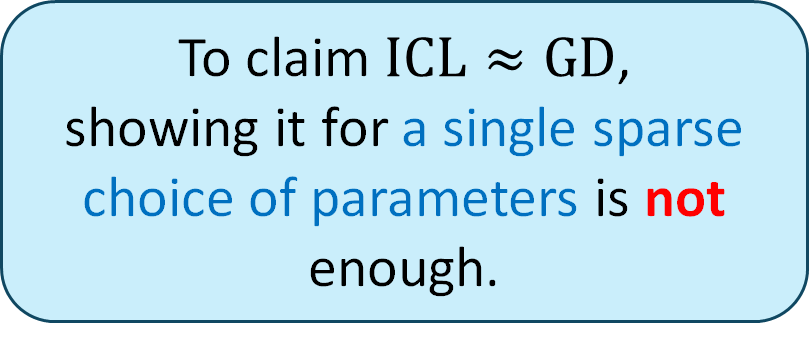 To claim ICL ≈ GD,
showing it for a single sparse
choice of parameters is not
enough.